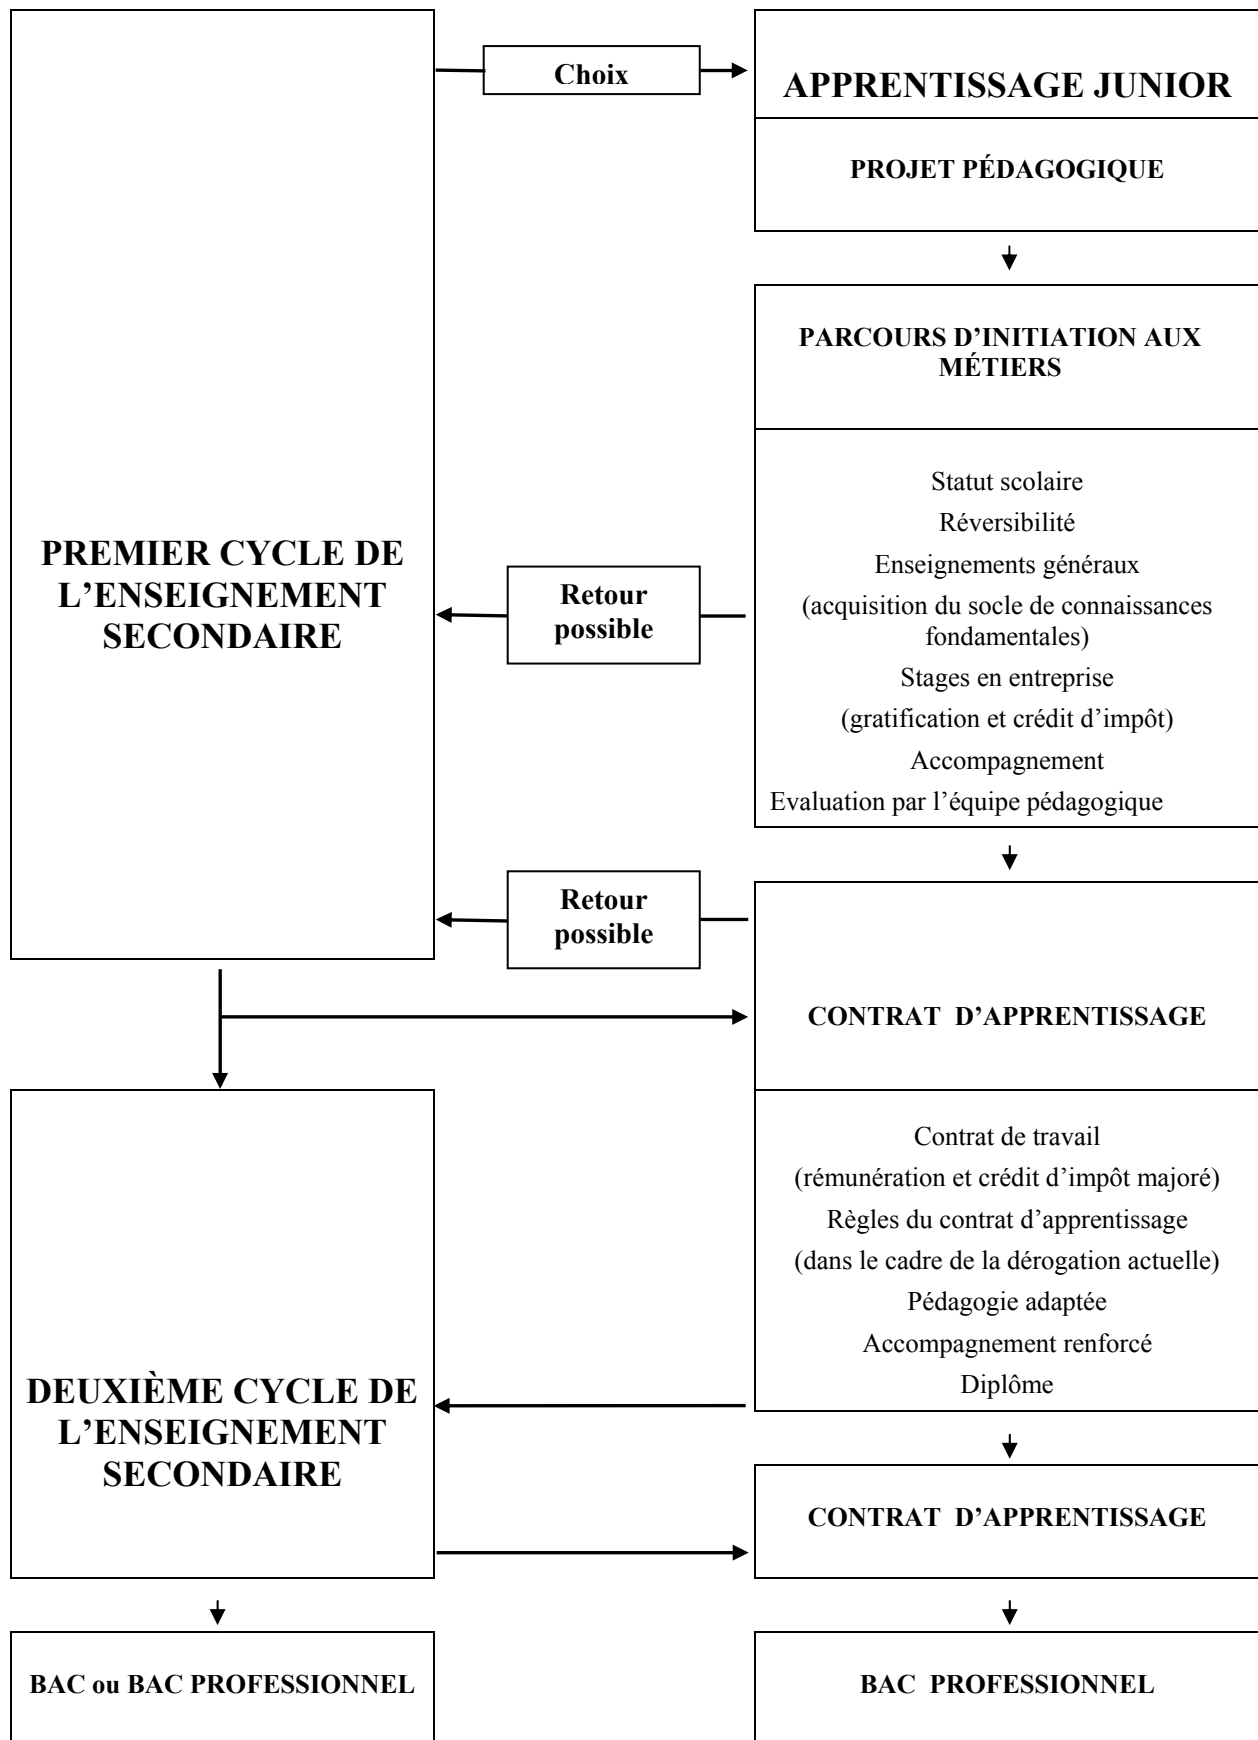 Choix
APPRENTISSAGE JUNIOR
PROJET PÉDAGOGIQUE
PARCOURS D’INITIATION AUX
MÉTIERS
Statut scolaire
Réversibilité
Enseignements généraux
(acquisition du socle de connaissances
fondamentales)
Stages en entreprise
(gratification et crédit d’impôt)
Accompagnement
Evaluation par l’équipe pédagogique
PREMIER CYCLE DE
L’ENSEIGNEMENT
SECONDAIRE
Retour
possible
Retour
possible
CONTRAT D’APPRENTISSAGE
Contrat de travail
(rémunération et crédit d’impôt majoré)
Règles du contrat d’apprentissage
(dans le cadre de la dérogation actuelle)
Pédagogie adaptée
Accompagnement renforcé
Diplôme
DEUXIÈME CYCLE DE
L’ENSEIGNEMENT
SECONDAIRE
CONTRAT D’APPRENTISSAGE
BAC ou BAC PROFESSIONNEL
BAC PROFESSIONNEL